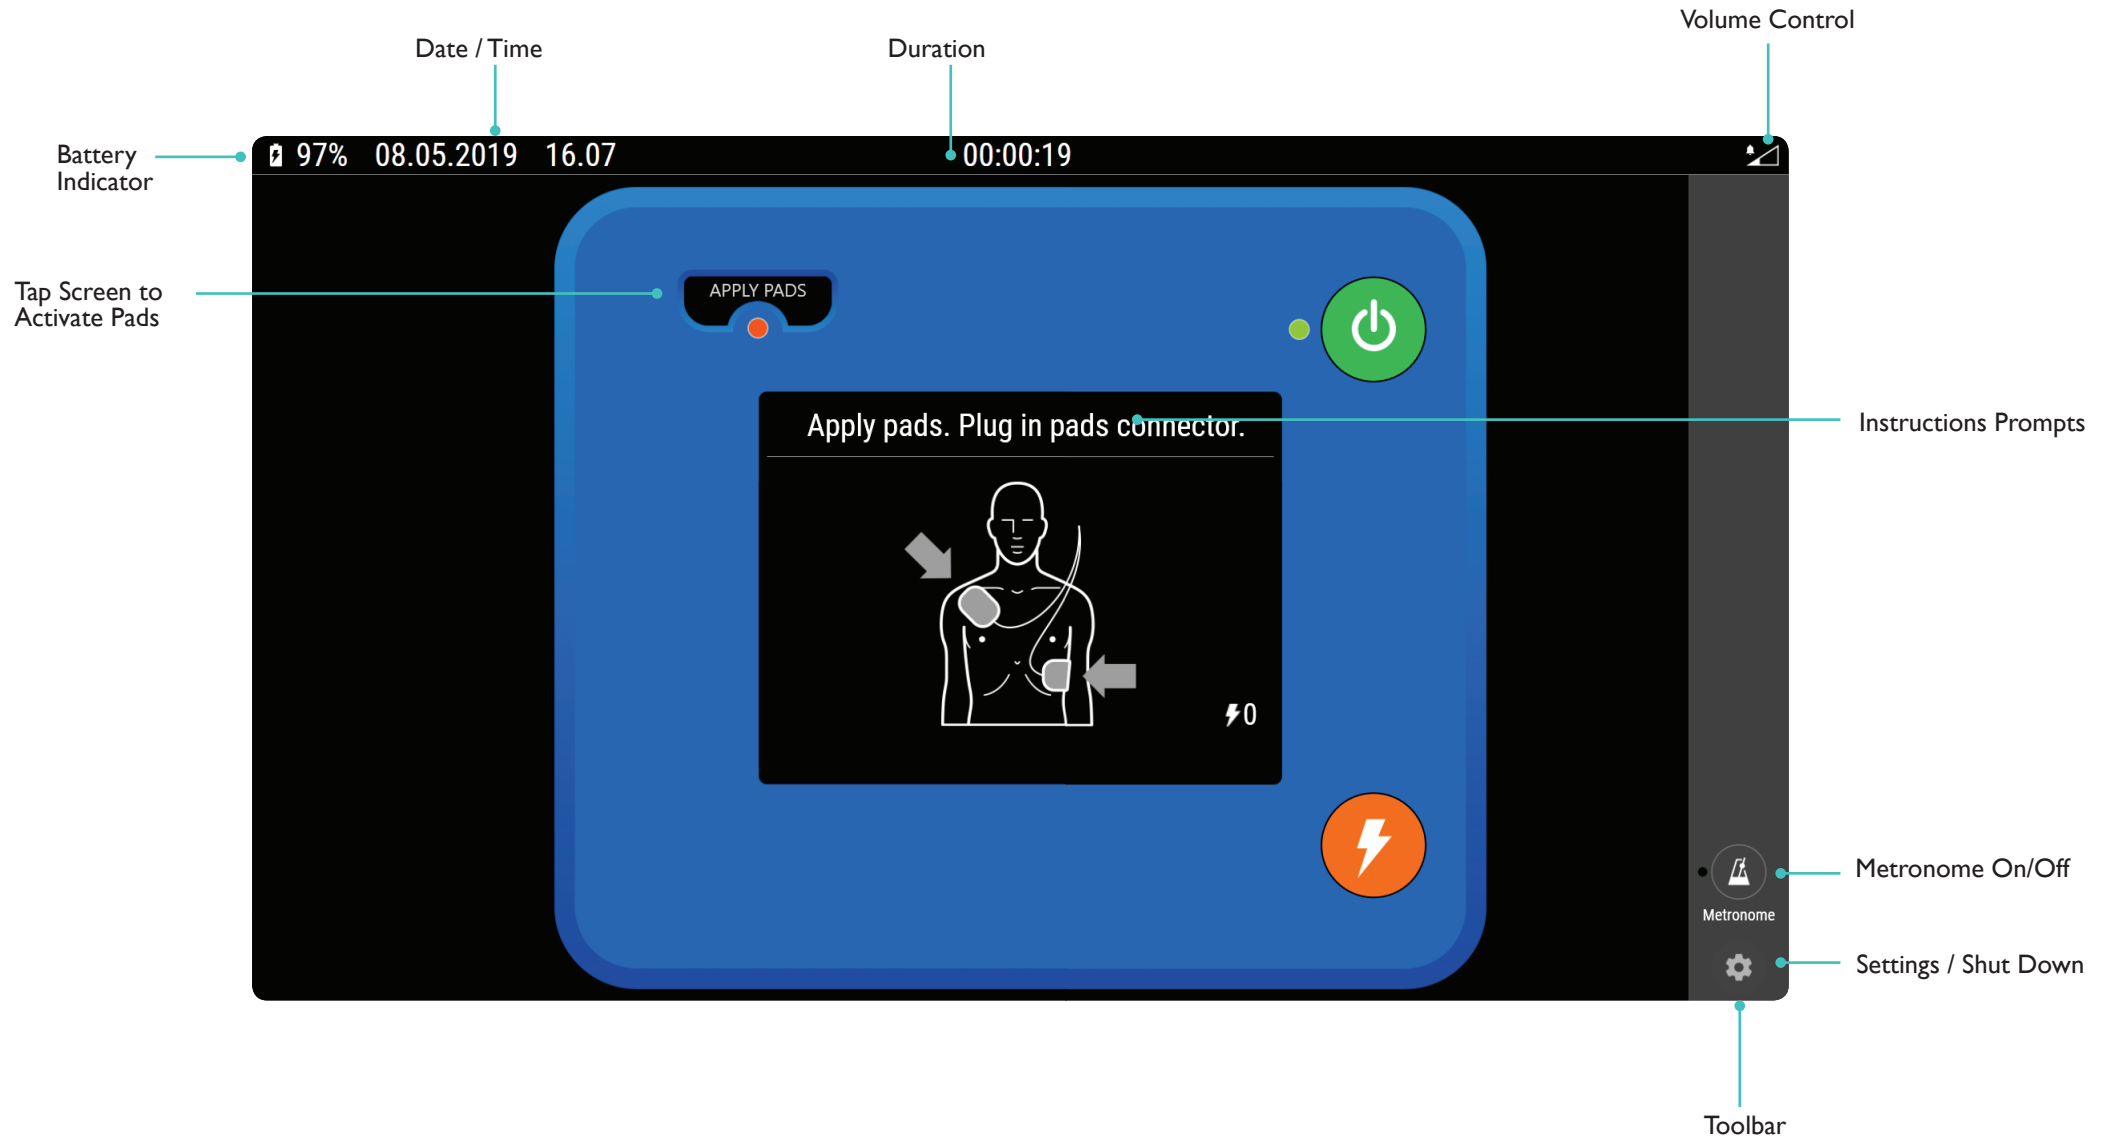 Volume Control
Date / Time
Duration
Battery
Indicator
97% 08.05.2019 16.07
00:00:19
Tap Screen to
Activate Pads
APPLY PADS
Apply pads. Plug in pads connector.
Instructions Prompts
0
Metronome On/Off
Metronome
Settings / Shut Down
Toolbar